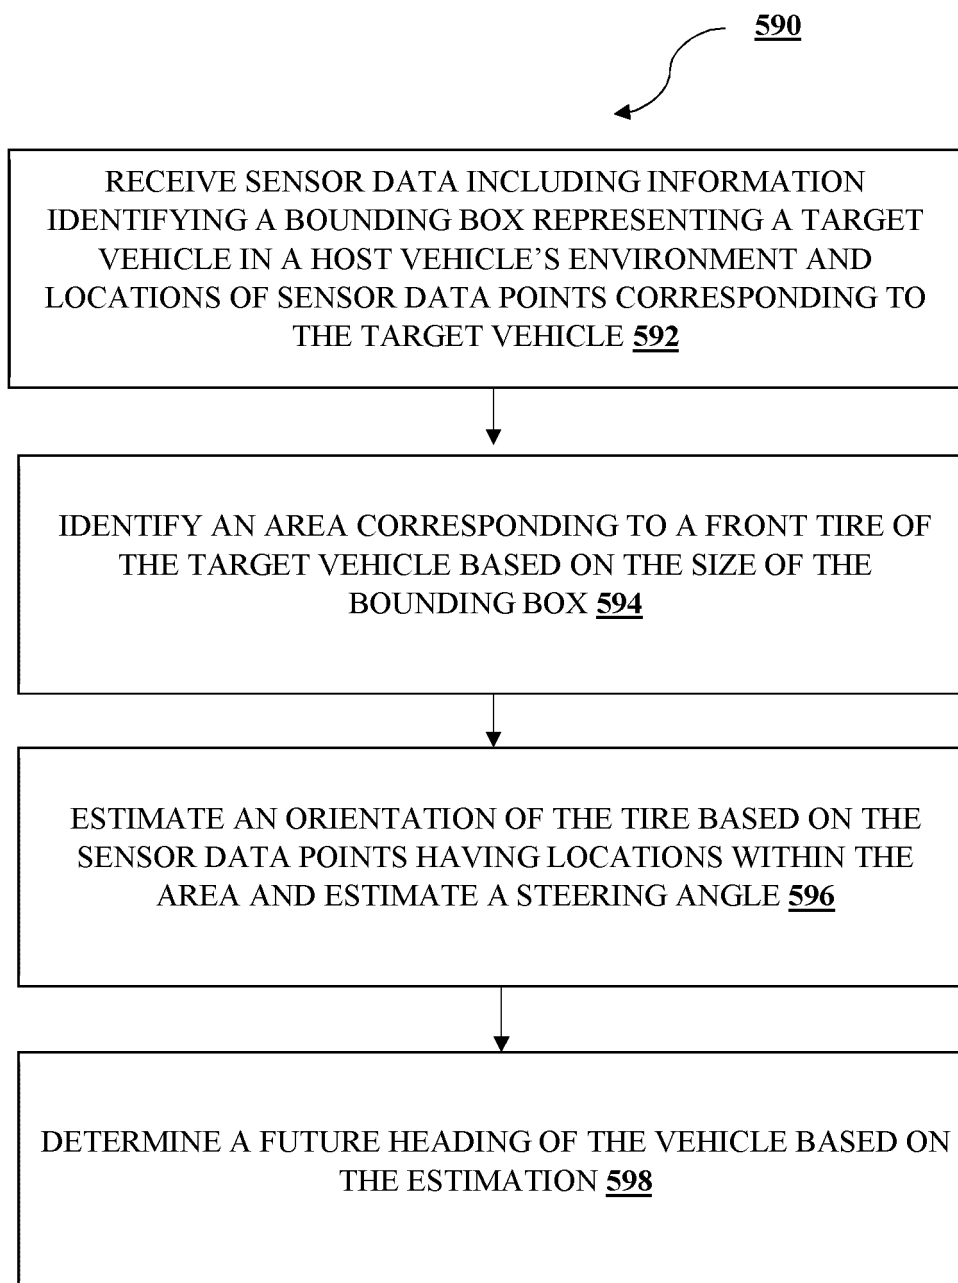 590
RECEIVE SENSOR DATA INCLUDING INFORMATION
IDENTIFYING A BOUNDING BOX REPRESENTING A TARGET
VEHICLE IN A HOST VEHICLE'S ENVIRONMENT AND
LOCATIONS OF SENSOR DATA POINTS CORRESPONDING TO
THE TARGET VEHICLE 592
IDENTIFY AN AREA CORRESPONDING TO A FRONT TIRE OF
THE TARGET VEHICLE BASED ON THE SIZE OF THE
BOUNDING BOX 594
ESTIMATE AN ORIENTATION OF THE TIRE BASED ON THE
SENSOR DATA POINTS HAVING LOCATIONS WITHIN THE
AREA AND ESTIMATE A STEERING ANGLE 596
DETERMINE A FUTURE HEADING OF THE VEHICLE BASED ON
THE ESTIMATION 598